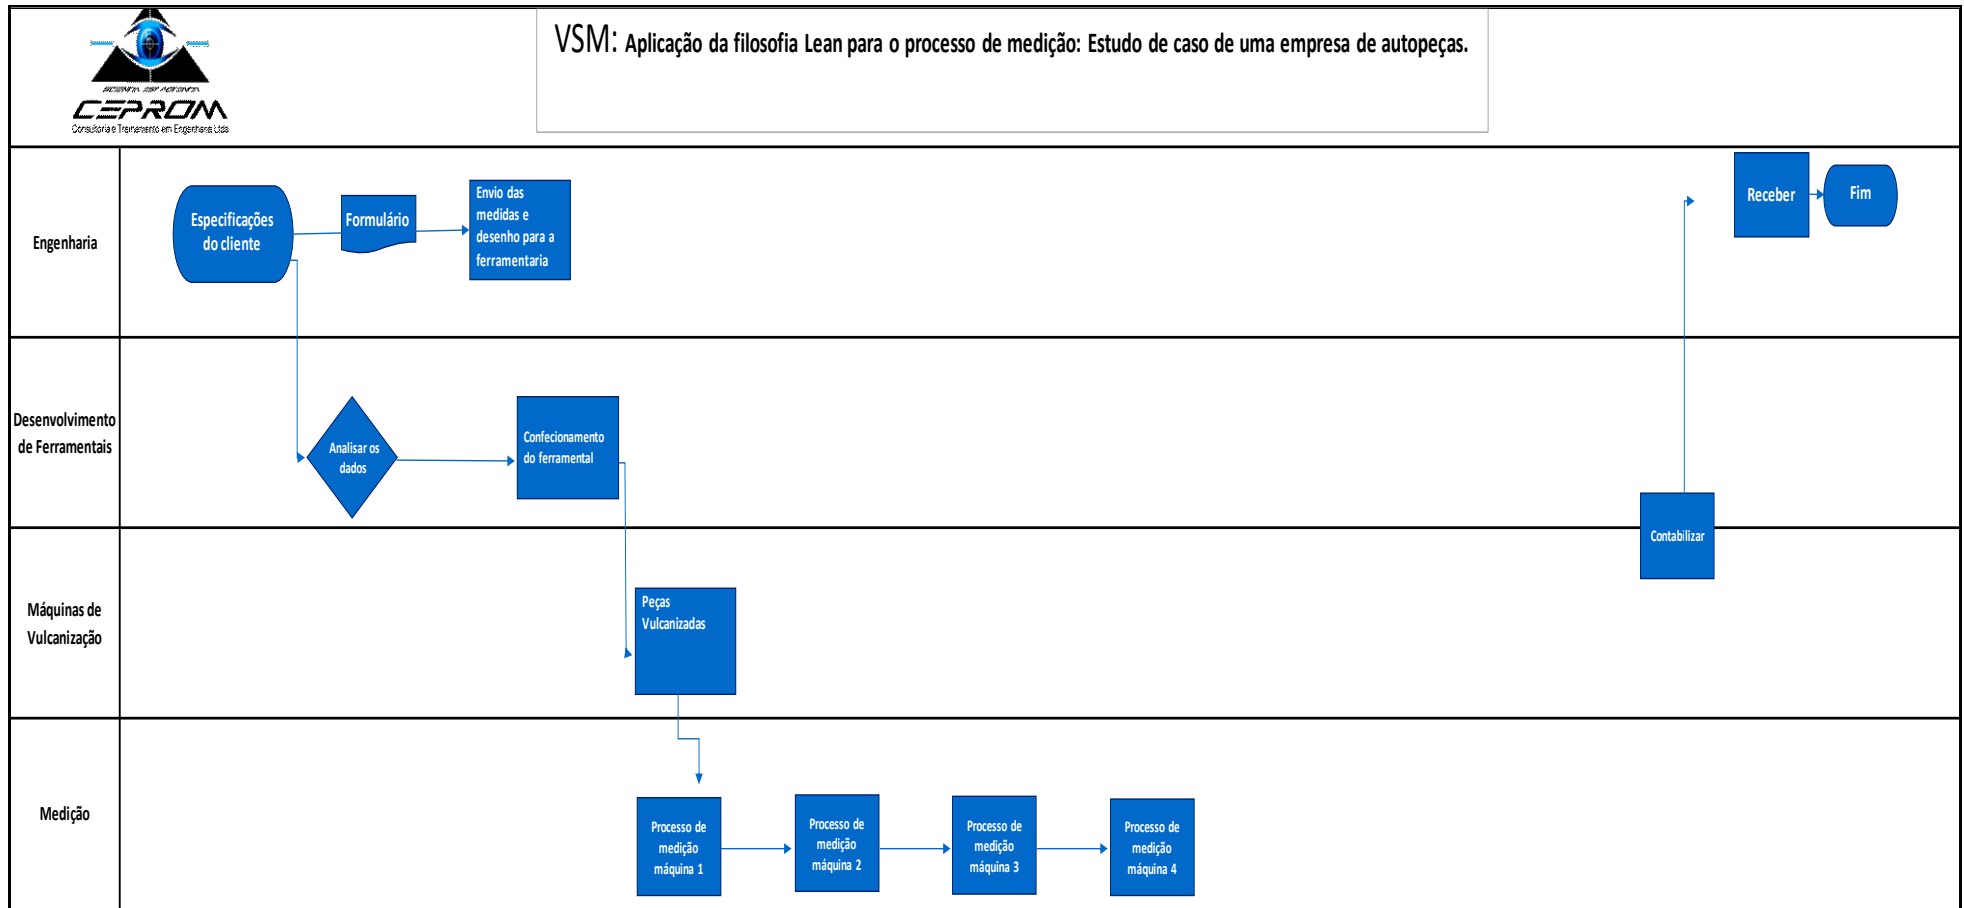 VSM: Aplicação da filosofia Lean para o processo de medição: Estudo de caso de uma empresa de autopeças.
CEPROM
Consultoria e Treinamento em Engenharia Ltda
Engenharia
Especificações
do cliente
Formulário
Envio das
medidas e
desenho para a
ferramentaria
Receber
Fim
Desenvolvimento
de Ferramentais
Analisar os
dados
Confecionamento
do ferramental
Contabilizar
Máquinas de
Vulcanização
Peças
Vulcanizadas
Medição
Processo de
medição
máquina 1
Processo de
medição
máquina 2
Processo de
medição
máquina 3
Processo de
medição
máquina 4